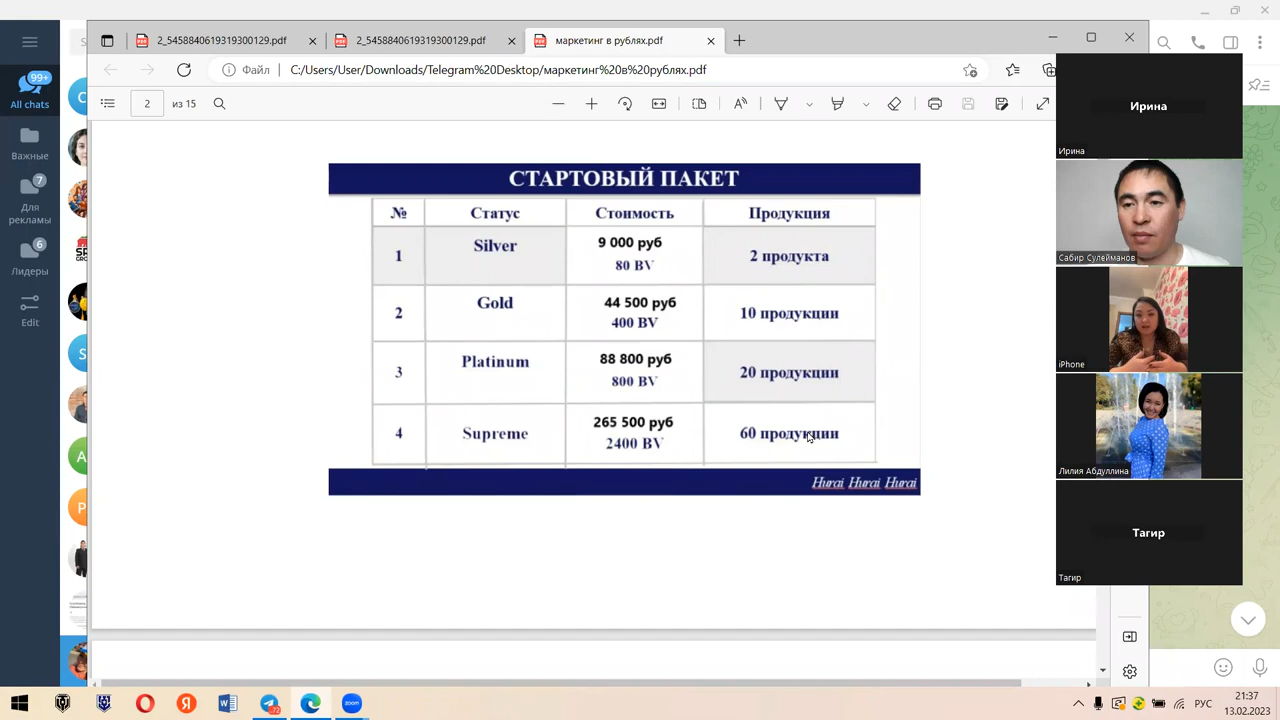 2_5458840619319300129.pdf
маркетинг в рублях.pdf
Файл
C:/Users/User/Downloads/Telegram%20Desktop/маркетинг%20в%20рублях.pdf
2 из 15
99+
All chats
Важные
7
Для рекламы
6
Лидеры
Edit
СТАРТОВЫЙ ПАКЕТ
№ Статус Стоимость Продукция
1 Silver 9 000 руб 80 BV 2 продукта
2 Gold 44 500 руб 400 BV 10 продукции
3 Platinum 88 800 руб 800 BV 20 продукции
4 Supreme 265 500 руб 2400 BV 60 продукции
Hurai Hurai Hurai
Ирина
Ирина
Сабир Сулейманов
iPhone
Лилия Абдуллина
Тагир
Тагир
zoom
РУС
21:37
13.02.2023